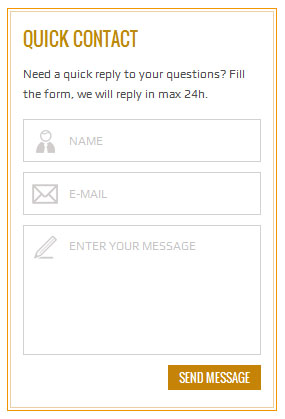 QUICK CONTACT
Need a quick reply to your questions? Fill
the form, we will reply in max 24h.
NAME
E-MAIL
ENTER YOUR MESSAGE
SEND MESSAGE